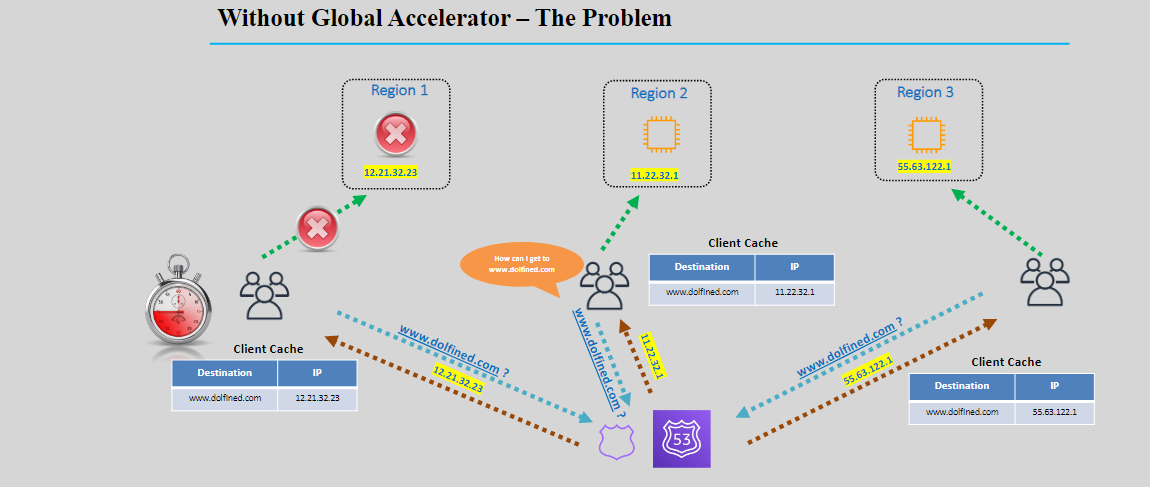 Without Global Accelerator – The Problem
Region 1
12.21.32.23
Region 2
11.22.32.1
Region 3
55.63.122.1
How can I get to
www.dolfined.com
Client Cache
Destination IP
www.dolfined.com 11.22.32.1
www.dolfined.com ?
12.21.32.23
www.dolfined.com ?
11.22.32.1
www.dolfined.com ?
55.63.122.1
Client Cache
Destination IP
www.dolfined.com 12.21.32.23
Client Cache
Destination IP
www.dolfined.com 55.63.122.1
53